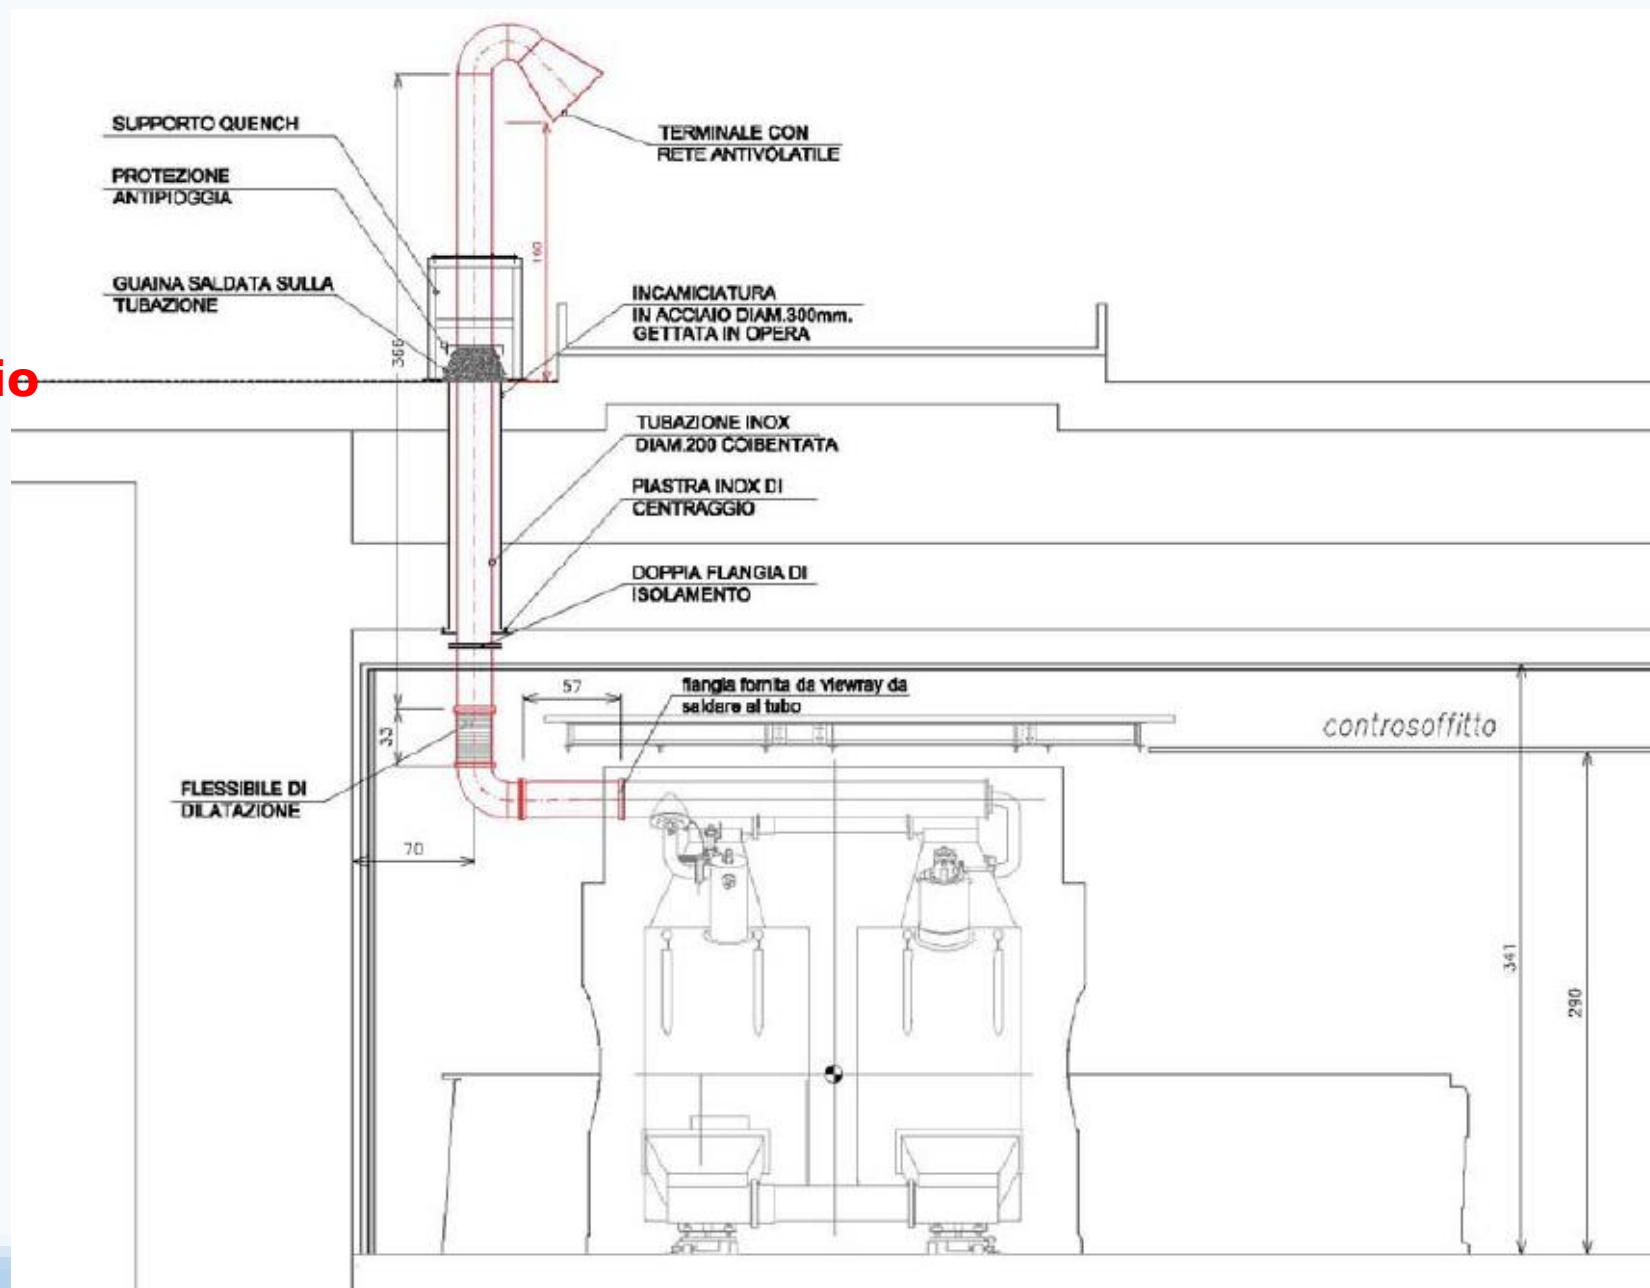 SUPPORTO QUENCH
PROTEZIONE
ANTIPIOGGIA
GUAINA SALDATA SULLA
TUBAZIONE
io
TERMINALE CON
RETE ANTIVOLATILE
160
366
INCAMICIATURA
IN ACCIAIO DIAM.300mm.
GETTATA IN OPERA
TUBAZIONE INOX
DIAM.200 COIBENTATA
PIASTRA INOX DI
CENTRAGGIO
DOPPIA FLANGIA DI
ISOLAMENTO
57
flangia fornita da viewray da
saldare al tubo
33
controsoffitto
FLESSIBILE DI
DILATAZIONE
70
341
290